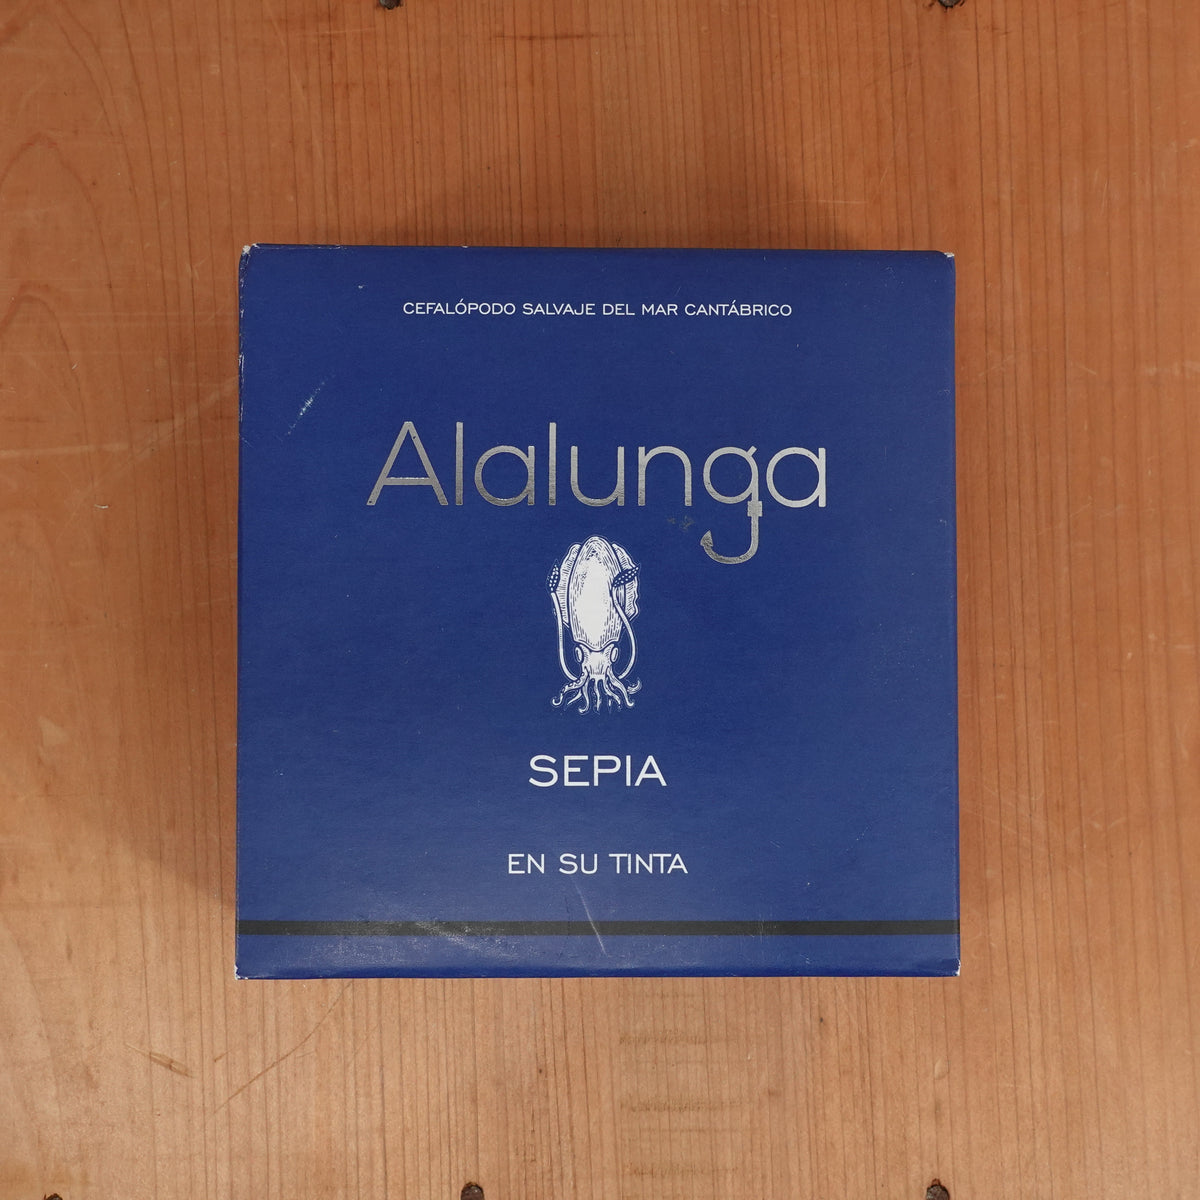 CEFALÓPODO SALVAJE DEL MAR CANTÁBRICO
Alalunga
SEPIA
EN SU TINTA